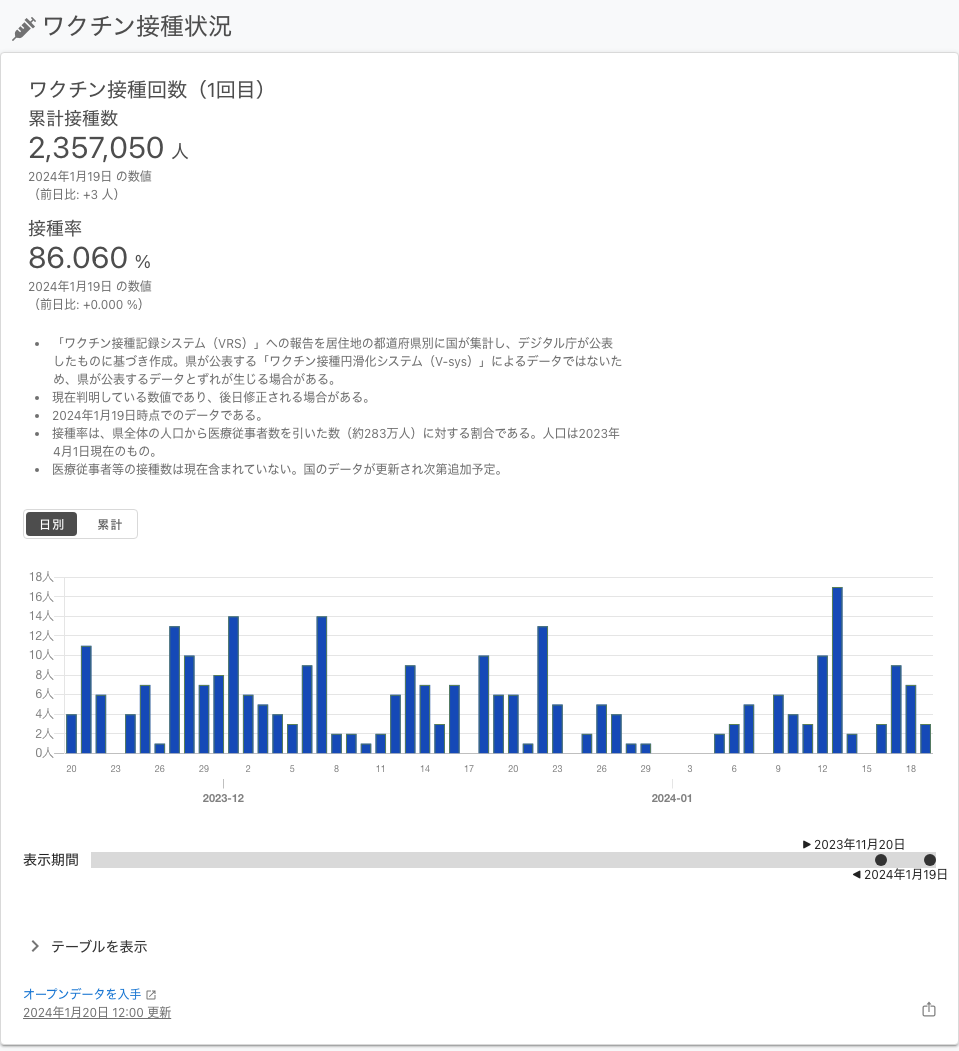 ワクチン接種状況
ワクチン接種回数（1回目）
累計接種数
2,357,050 人
2024年1月19日 の数値
（前日比: +3 人）
接種率
86.060 %
2024年1月19日 の数値
（前日比: +0.000 %）
• 「ワクチン接種記録システム（VRS）」への報告を居住地の都道府県別に国が集計し、デジタル庁が公表
したものに基づき作成。県が公表する「ワクチン接種円滑化システム（V-sys）」によるデータではないた
め、県が公表するデータとずれが生じる場合がある。
• 現在判明している数値であり、後日修正される場合がある。
• 2024年1月19日時点でのデータである。
• 接種率は、県全体の人口から医療従事者数を引いた数（約283万人）に対する割合である。人口は2023年
4月1日現在のもの。
• 医療従事者等の接種数は現在含まれていない。国のデータが更新され次第追加予定。
日別 累計
18人
16人
14人
12人
10人
8人
6人
4人
2人
0人
20 23 26 29 2 5 8 11 14 17 20 23 26 29 3 6 9 12 15 18
2023-12 2024-01
▶ 2023年11月20日
表示期間
◀ 2024年1月19日
テーブルを表示
オープンデータを入手
2024年1月20日 12:00 更新